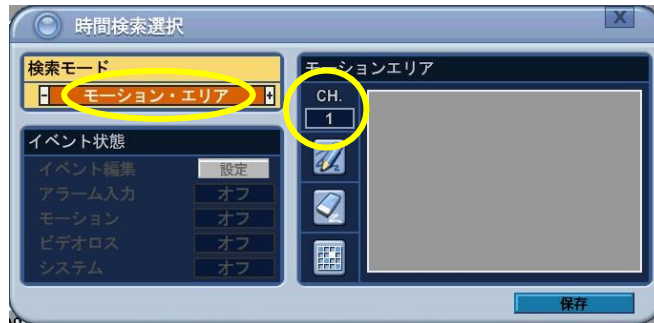 時間検索選択
X
検索モード
- モーション・エリア +
イベント状態
イベント編集 設定
アラーム入力 オフ
モーション オフ
ビデオロス オフ
システム オフ
モーションエリア
CH.
1
保存